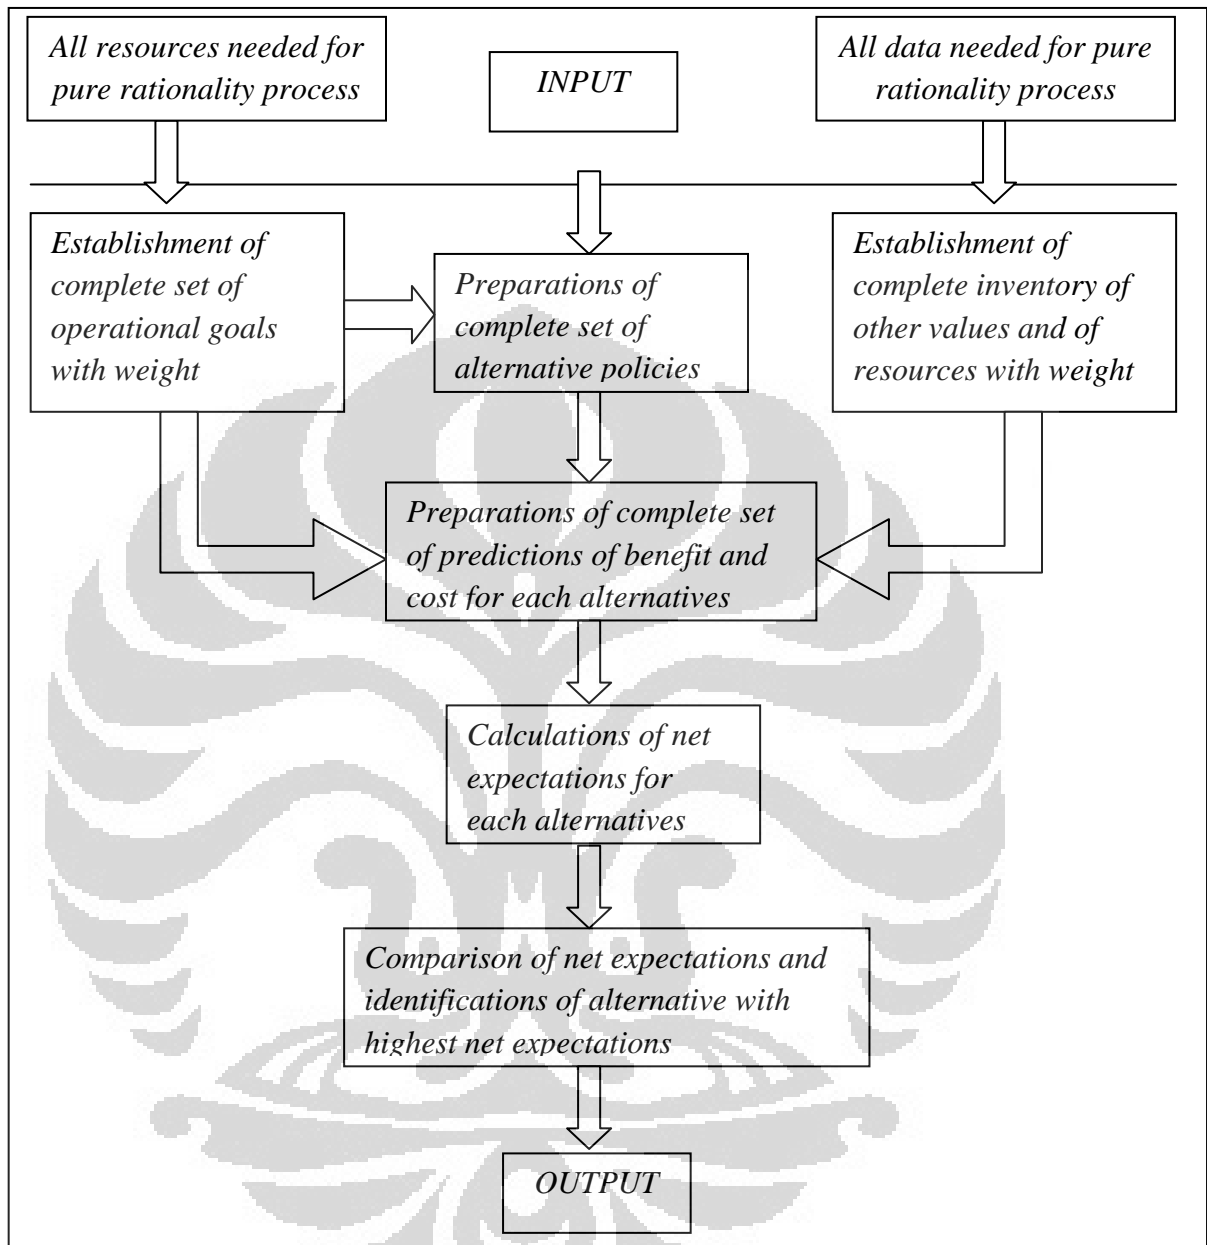 All resources needed for
pure rationality process
INPUT
All data needed for pure
rationality process
Establishment of
complete set of
operational goals
with weight
Preparations of
complete set of
alternative policies
Establishment of
complete inventory of
other values and of
resources with weight
Preparations of complete set
of predictions of benefit and
cost for each alternatives
Calculations of net
expectations for
each alternatives
Comparison of net expectations and
identifications of alternative with
highest net expectations
OUTPUT